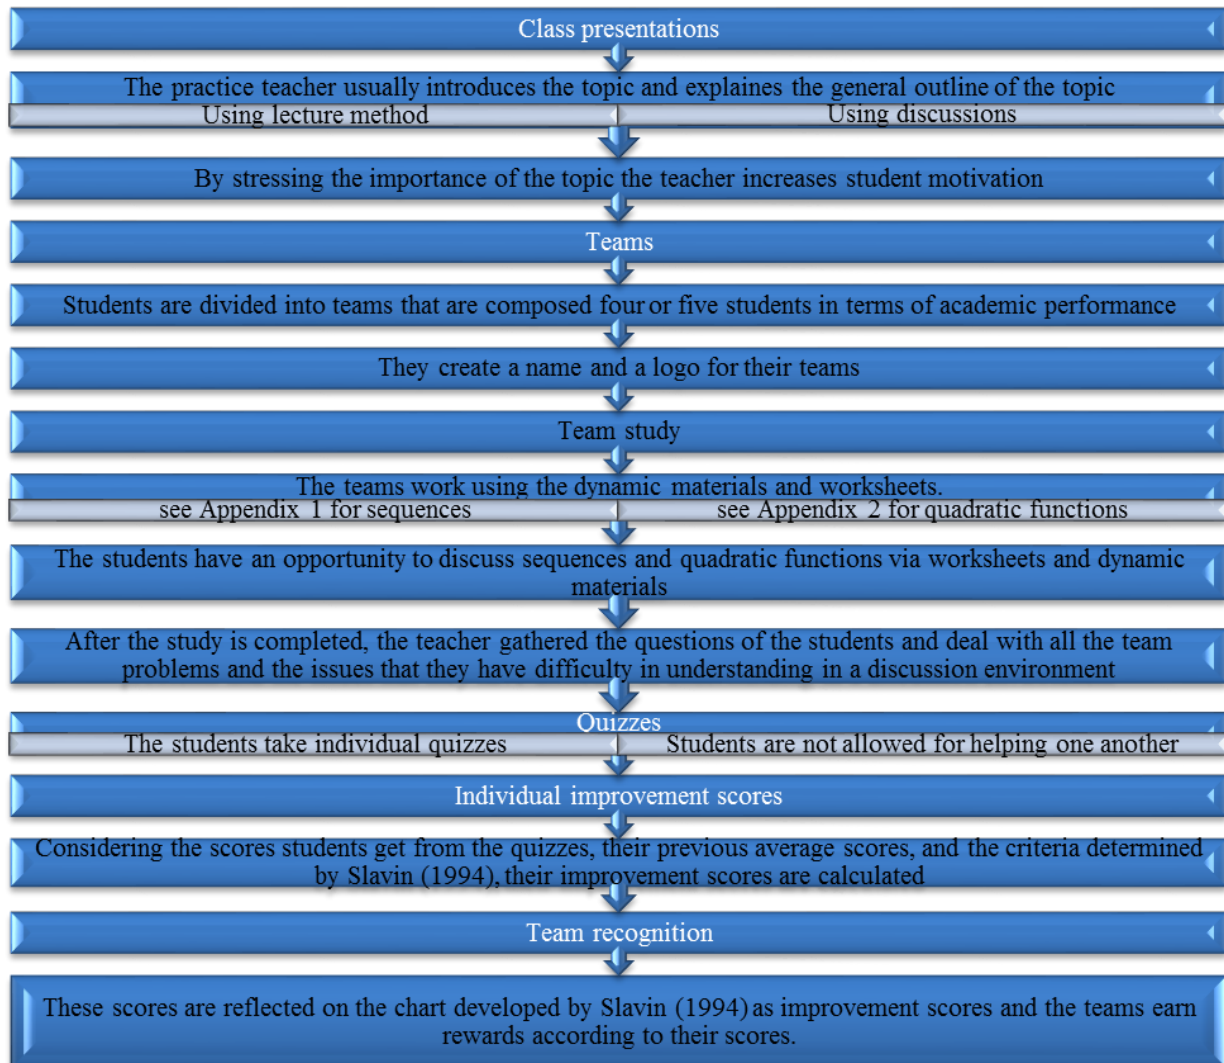 Class presentations
The practice teacher usually introduces the topic and explaines the general outline of the topic
Using lecture method
Using discussions
By stressing the importance of the topic the teacher increases student motivation
Teams
Students are divided into teams that are composed four or five students in terms of academic performance
They create a name and a logo for their teams
Team study
The teams work using the dynamic materials and worksheets.
see Appendix 1 for sequences
see Appendix 2 for quadratic functions
The students have an opportunity to discuss sequences and quadratic functions via worksheets and dynamic
materials
After the study is completed, the teacher gathered the questions of the students and deal with all the team
problems and the issues that they have difficulty in understanding in a discussion environment
Quizzes
The students take individual quizzes
Students are not allowed for helping one another
Individual improvement scores
Considering the scores students get from the quizzes, their previous average scores, and the criteria determined
by Slavin (1994), their improvement scores are calculated
Team recognition
These scores are reflected on the chart developed by Slavin (1994) as improvement scores and the teams earn
rewards according to their scores.